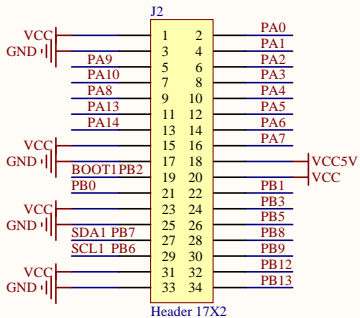 J2
VCC 1 2 PA0
GND 3 4 PA1
PA9 5 6 PA2
PA10 7 8 PA3
PA8 9 10 PA4
PA13 11 12 PA5
PA14 13 14 PA6
VCC 15 16 PA7
GND 17 18 VCC5V
BOOT1PB2 19 20 VCC
PB0 21 22 PB1
VCC 23 24 PB3
GND 25 26 PB5
SDA1 PB7 27 28 PB8
SCL1 PB6 29 30 PB9
VCC 31 32 PB12
GND 33 34 PB13
Header 17X2